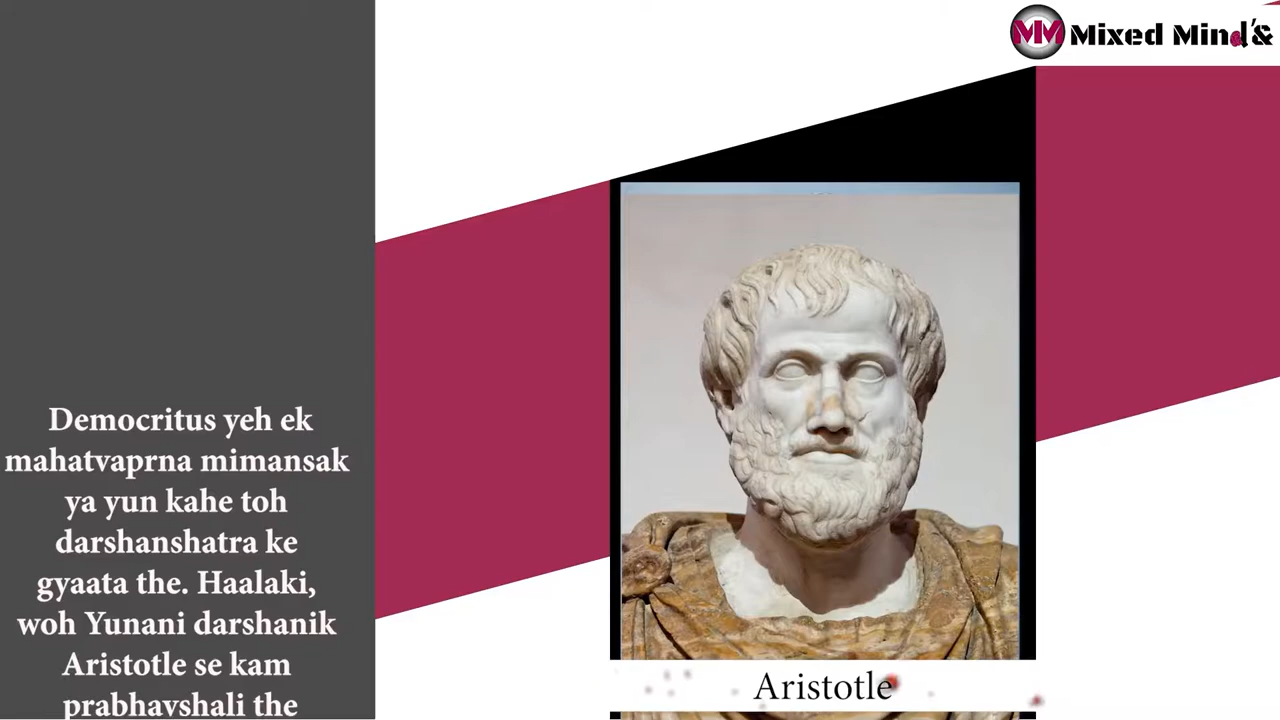 MM Mixed Mind's &
Democritus yeh ek
mahatvaprna mimansak
ya yun kahe toh
darshanshatra ke
gyaata the. Haalaki,
woh Yunani darshanik
Aristotle se kam
prabhavshali the
Aristotle